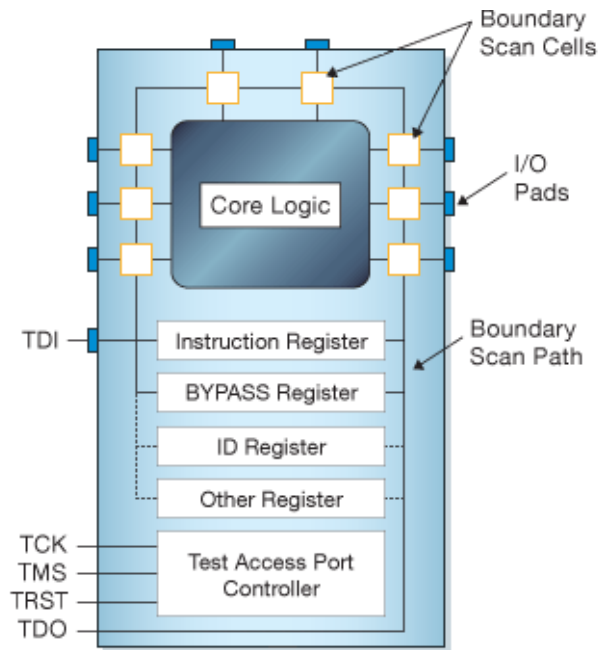 Boundary
Scan Cells
I/O
Pads
Core Logic
TDI
Instruction Register
Boundary
Scan Path
BYPASS Register
ID Register
Other Register
TCK
TMS
TRST
TDO
Test Access Port
Controller